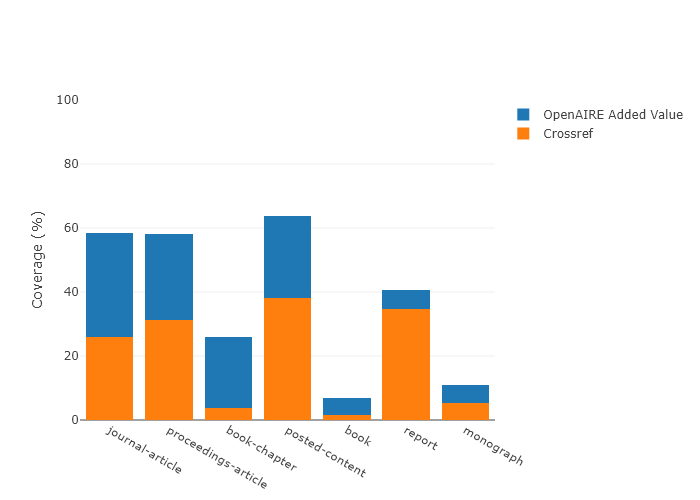 100
80
60
40
20
0
Coverage (%)
journal-article
proceedings-article
book-chapter
posted-content
book
report
monograph
OpenAIRE Added Value
Crossref